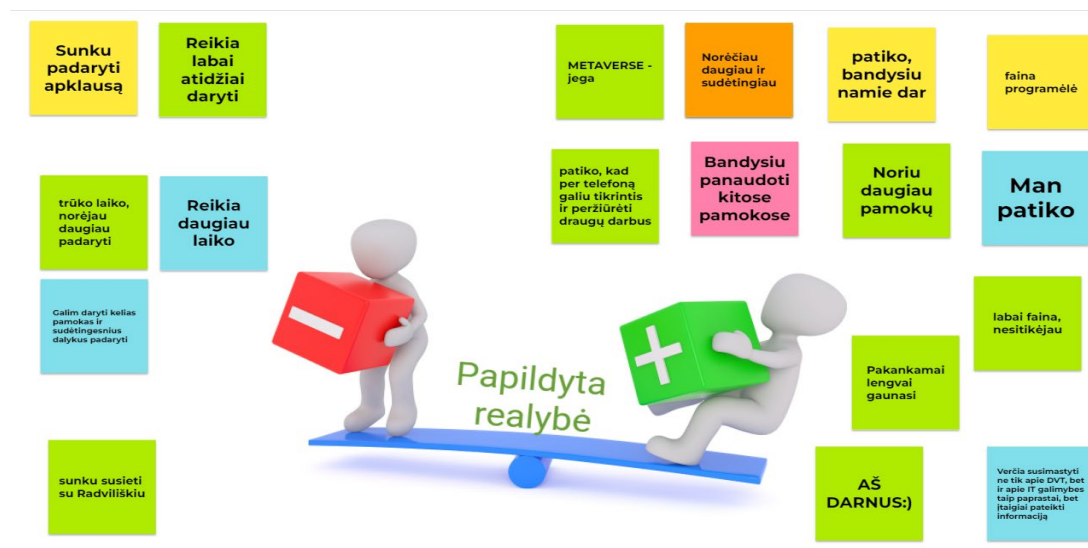 Sunku
padaryti
apklausą
Reikia
labai
atidžiai
daryti
trūko laiko,
norėjau
daugiau
padaryti
Reikia
daugiau
laiko
Galim daryti kelias
pamokas ir
sudėtingesnius
dalykus padaryti
sunku susieti
su Radviliškiu
Papildyta
realybė
METAVERSE -
jega
Norėčiau
daugiau ir
sudėtingiau
patiko,
bandysiu
namie dar
faina
programėlė
patiko, kad
per telefoną
galiu tikrintis
ir peržiūrėti
draugų darbus
Bandysiu
panaudoti
kitose
pamokose
Noriu
daugiau
pamokų
Man
patiko
labai faina,
nesitikėjau
Pakankamai
lengvai
gaunasi
AŠ
DARNUS:)
Verčia susimastyti
ne tik apie DVT, bet
ir apie IT galimybes
taip paprastai, bet
įtaigiai pateikti
informaciją